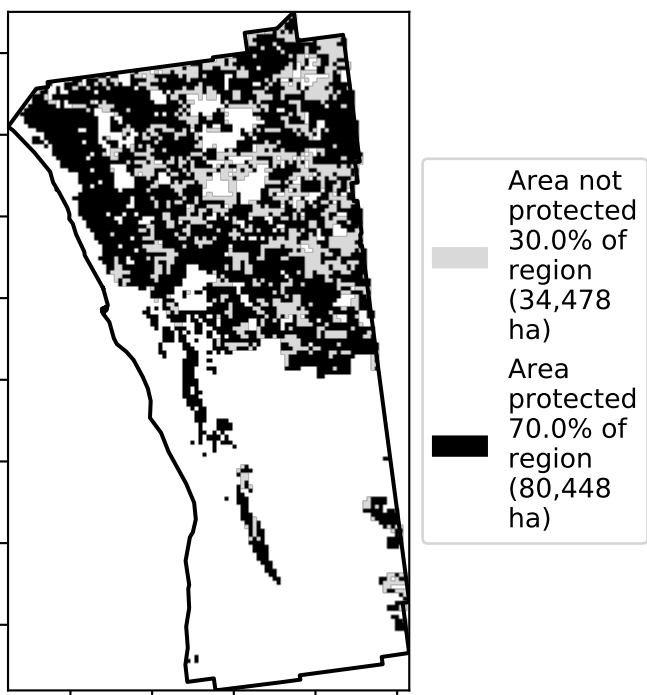 Area not
protected
30.0% of
region
(34,478
ha)
Area
protected
70.0% of
region
(80,448
ha)